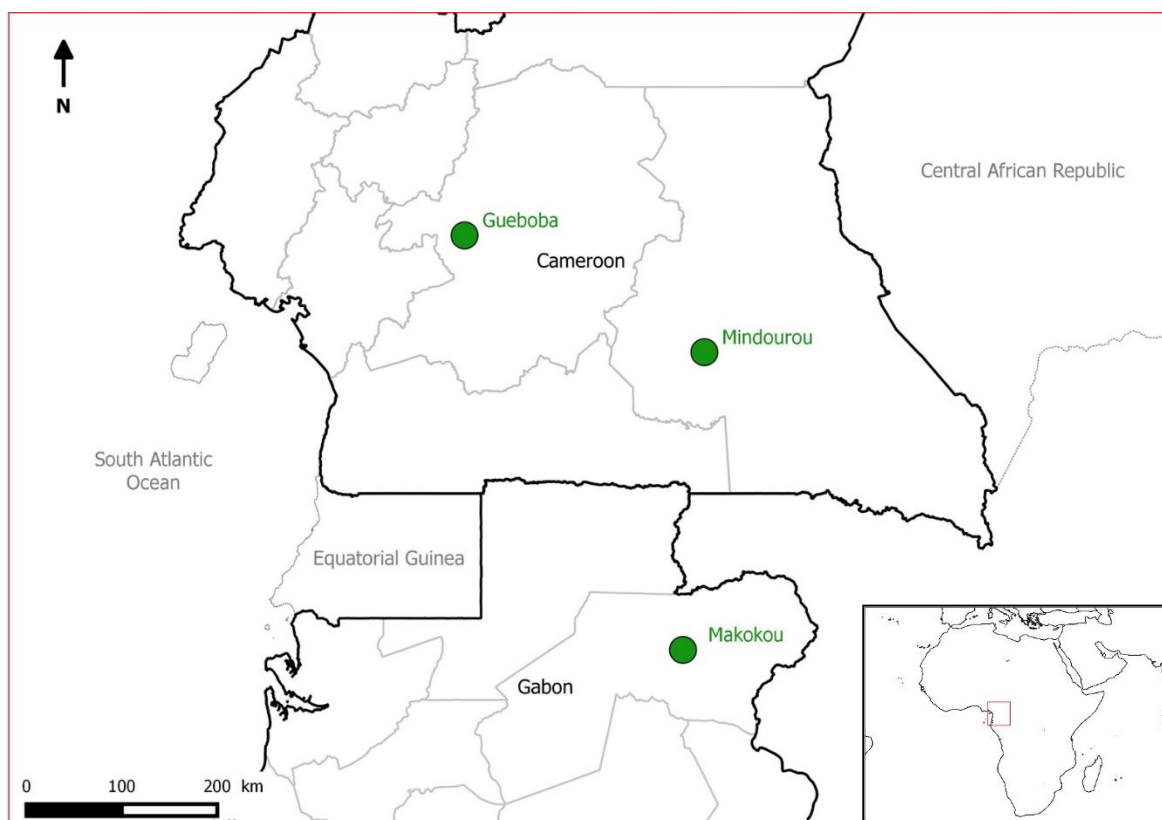 N
Central African Republic
Gueboba
Cameroon
Mindourou
South Atlantic
Ocean
Equatorial Guinea
Makokou
Gabon
0 100 200 km